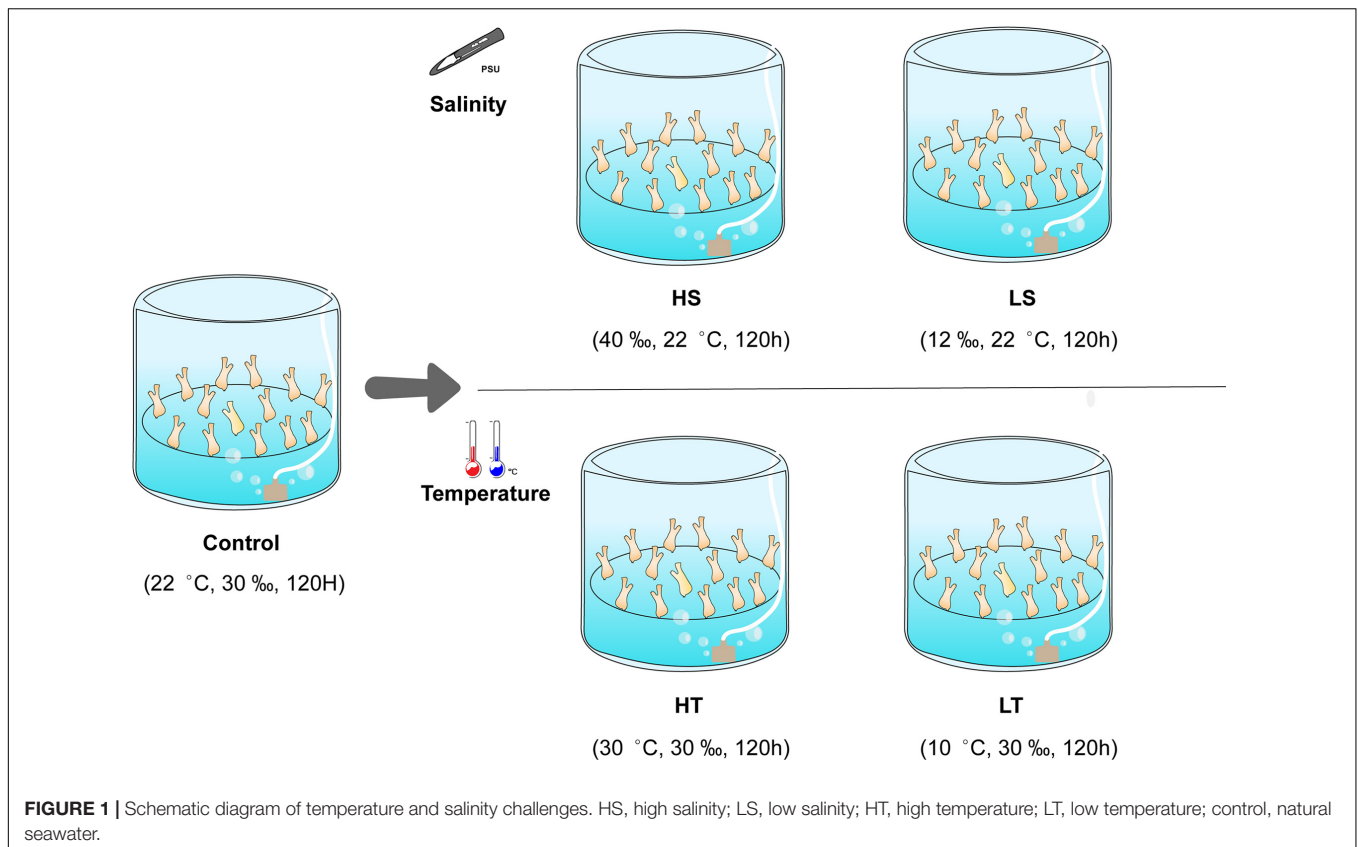 PSU
Salinity
HS
(40 ‰, 22 °C, 120h)
LS
(12 ‰, 22 °C, 120h)
Control
(22 °C, 30 ‰, 120H)
°C
Temperature
HT
(30 °C, 30 ‰, 120h)
LT
(10 °C, 30 ‰, 120h)
FIGURE 1 | Schematic diagram of temperature and salinity challenges. HS, high salinity; LS, low salinity; HT, high temperature; LT, low temperature; control, natural
seawater.